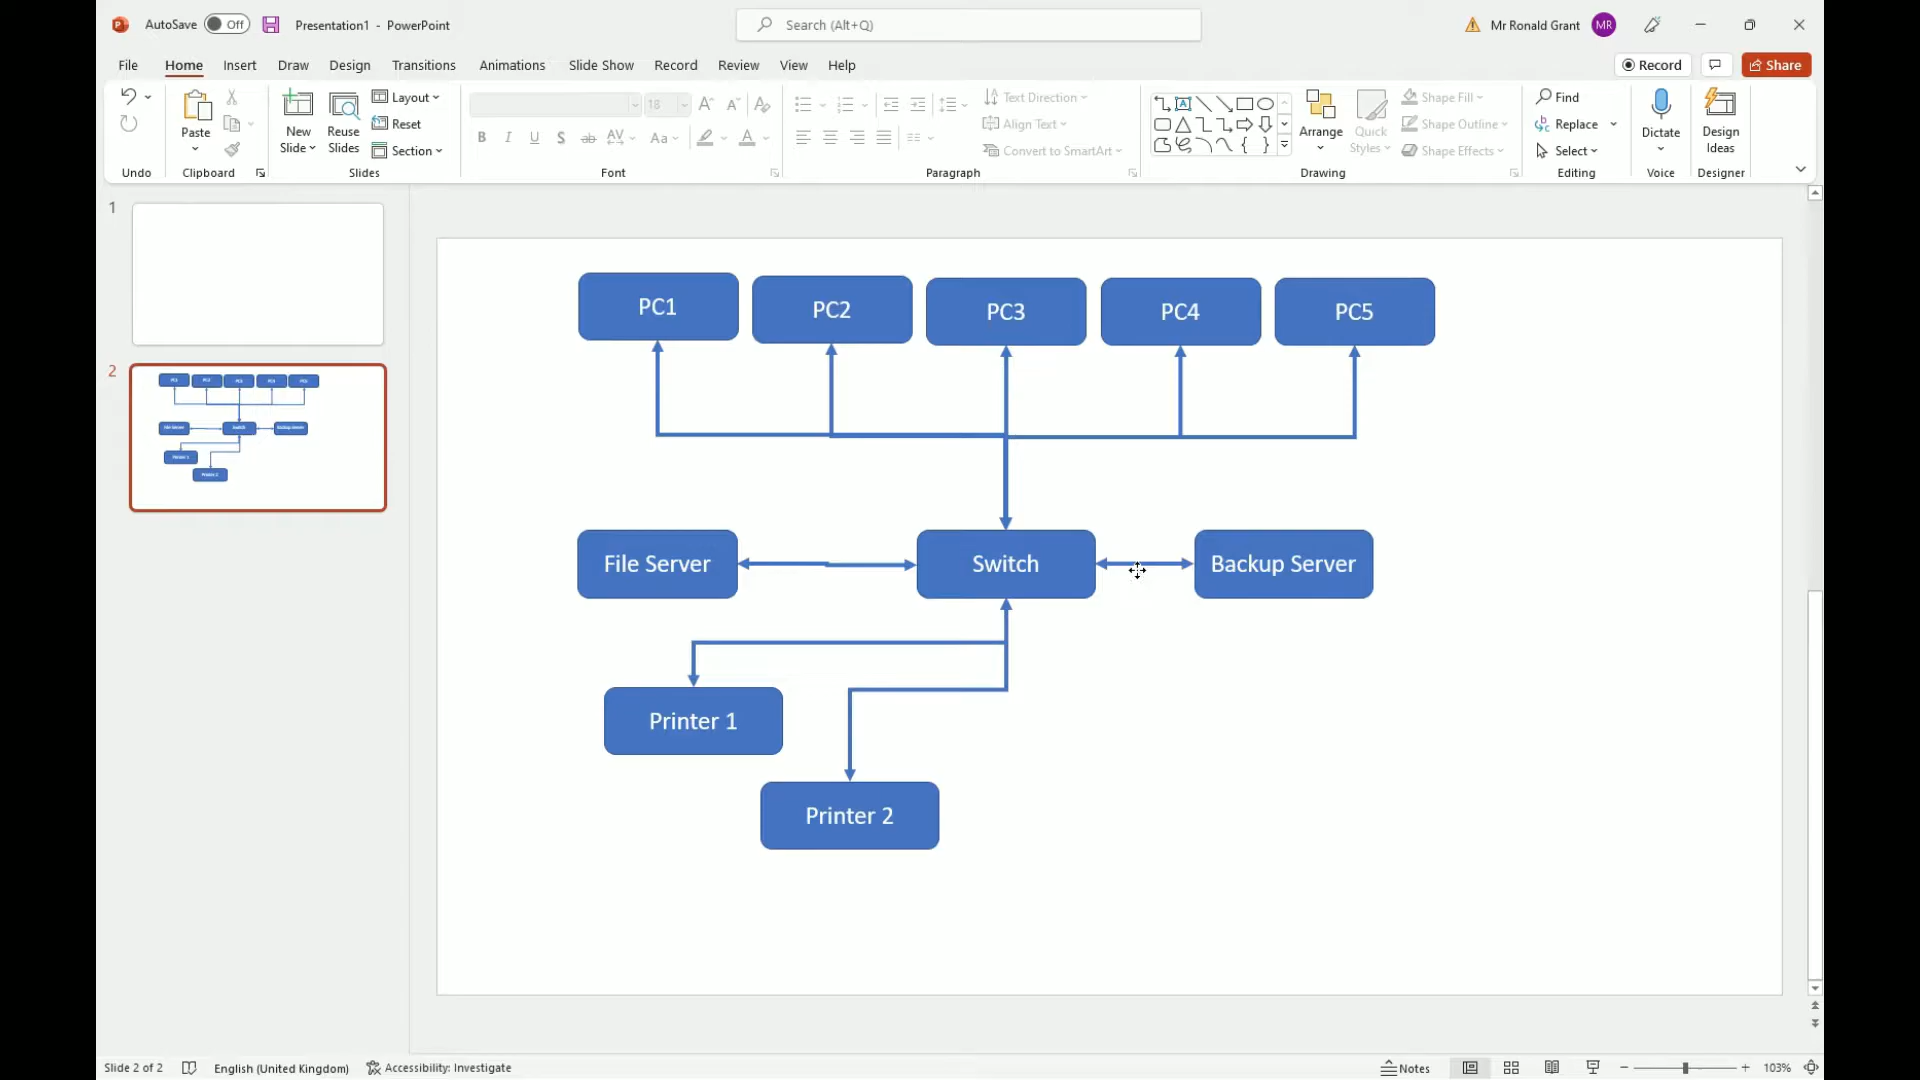 AutoSave Off Presentation1 - PowerPoint Search (Alt+Q) Mr Ronald Grant MR
File Home Insert Draw Design Transitions Animations Slide Show Record Review View Help Record Share
Paste
New Slide
Reuse Slides
Layout
Reset
Section
18
B I U S ab AV Aa A
Text Direction
Align Text
Convert to SmartArt
Arrange
Quick Styles
Shape Fill
Shape Outline
Shape Effects
Find
Replace
Select
Dictate
Design Ideas
Undo Clipboard Slides Font Paragraph Drawing Editing Voice Designer
1
2
PC1 PC2 PC3 PC4 PC5
File Server Switch Backup Server
Printer 1
Printer 2
Slide 2 of 2 English (United Kingdom) Accessibility: Investigate Notes 103%